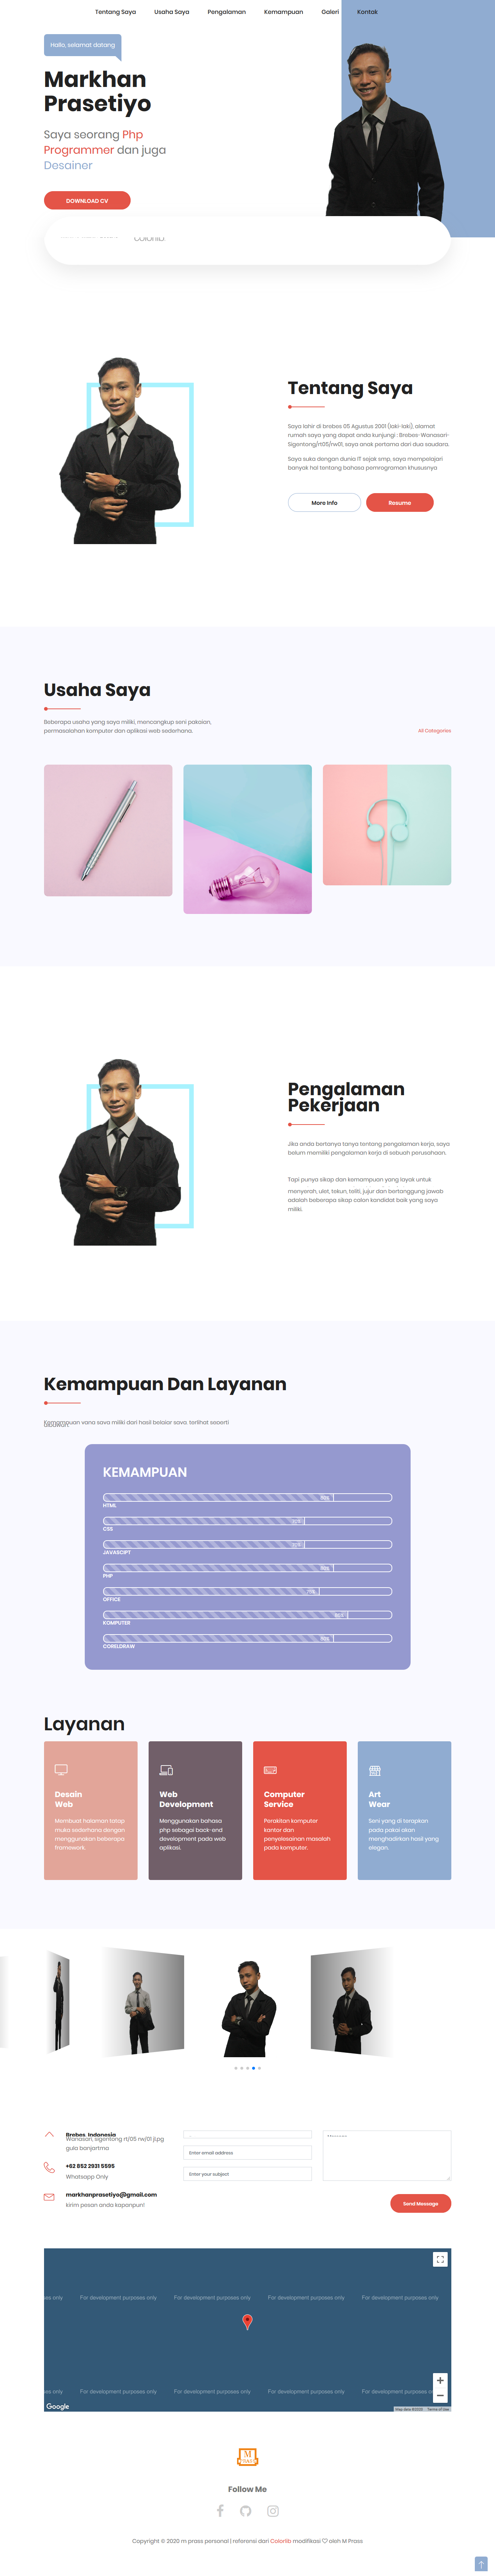 Tentang Saya Usaha Saya Pengalaman Kemampuan Galeri Kontak
Hallo, selamat datang
Markhan
Prasetiyo
Saya seorang Php
Programmer dan juga
Desainer
DOWNLOAD CV
Colorlib
Tentang Saya
Saya lahir di brebes 05 Agustus 2001 (laki-laki), alamat
rumah saya yang dapat anda kunjungi : Brebes-Wanasari-
Sigentong/rt05/rw01, saya anak pertama dari dua saudara.
Saya suka dengan dunia IT sejak smp, saya mempelajari
banyak hal tentang bahasa pemrograman khususnya
More Info
Resume
Usaha Saya
Beberapa usaha yang saya miliki, mencangkup seni pakaian,
permasalahan komputer dan aplikasi web sederhana.
All Categories
Pengalaman
Pekerjaan
Jika anda bertanya tanya tentang pengalaman kerja, saya
belum memiliki pengalaman kerja di sebuah perusahaan.
Tapi punya sikap dan kemampuan yang layak untuk
menyerah, ulet, tekun, teliti, jujur dan bertanggung jawab
adalah beberapa sikap calon kandidat baik yang saya
miliki.
Kemampuan Dan Layanan
Kemampuan yang saya miliki dari hasil belajar saya, terlihat seperti
KEMAMPUAN
HTML
CSS
JAVASCIPT
PHP
OFFICE
KOMPUTER
CORELDRAW
Layanan
Desain
Web
Membuat halaman tatap
muka sederhana dengan
menggunakan beberapa
framework.
Web
Development
Menggunakan bahasa
php sebagai back-end
development pada web
aplikasi.
Computer
Service
Perakitan komputer
kantor dan
penyelesainan masalah
pada komputer.
Art
Wear
Seni yang di terapkan
pada pakai akan
menghadirkan hasil yang
elegan.
Brebes, Indonesia
Wanasari, sigentong rt/05 rw/01 jl.pg
gula banjartma
+62 852 2931 5595
Whatsapp Only
markhanprasetiyo@gmail.com
kirim pesan anda kapanpun!
Enter email address
Enter your subject
Message
Send Message
For development purposes only For development purposes only For development purposes only For development purposes only
For development purposes only For development purposes only For development purposes only For development purposes only
Google
Map data ©2020 Terms of Use
M
PRASS
Follow Me
Copyright © 2020 m prass personal | referensi dari Colorlib modifikasi ♡ oleh M Prass